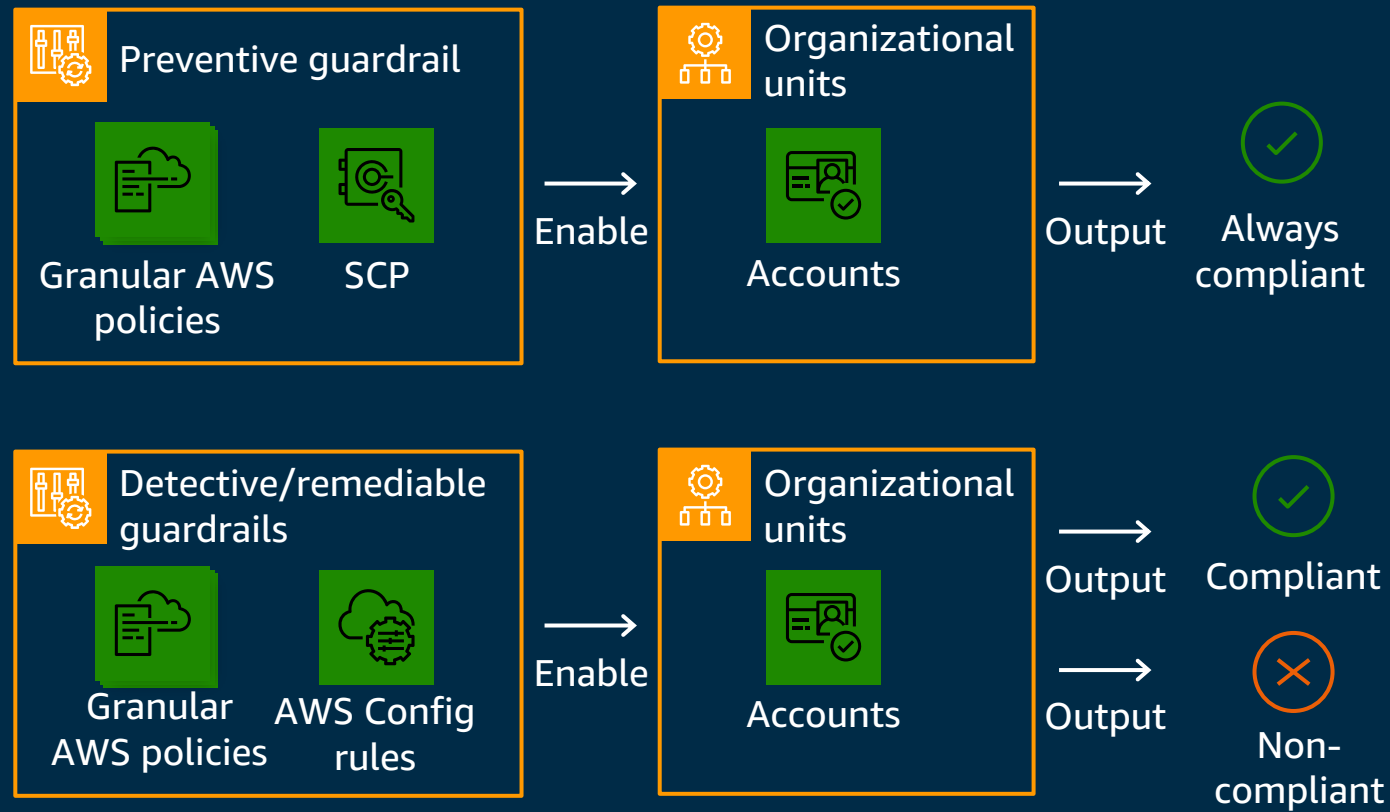 Preventive guardrail
Granular AWS
policies
SCP
Enable
Organizational
units
Accounts
Output
Always
compliant
Detective/remediable
guardrails
Granular
AWS policies
AWS Config
rules
Enable
Organizational
units
Accounts
Output
Compliant
Output
Non-
compliant